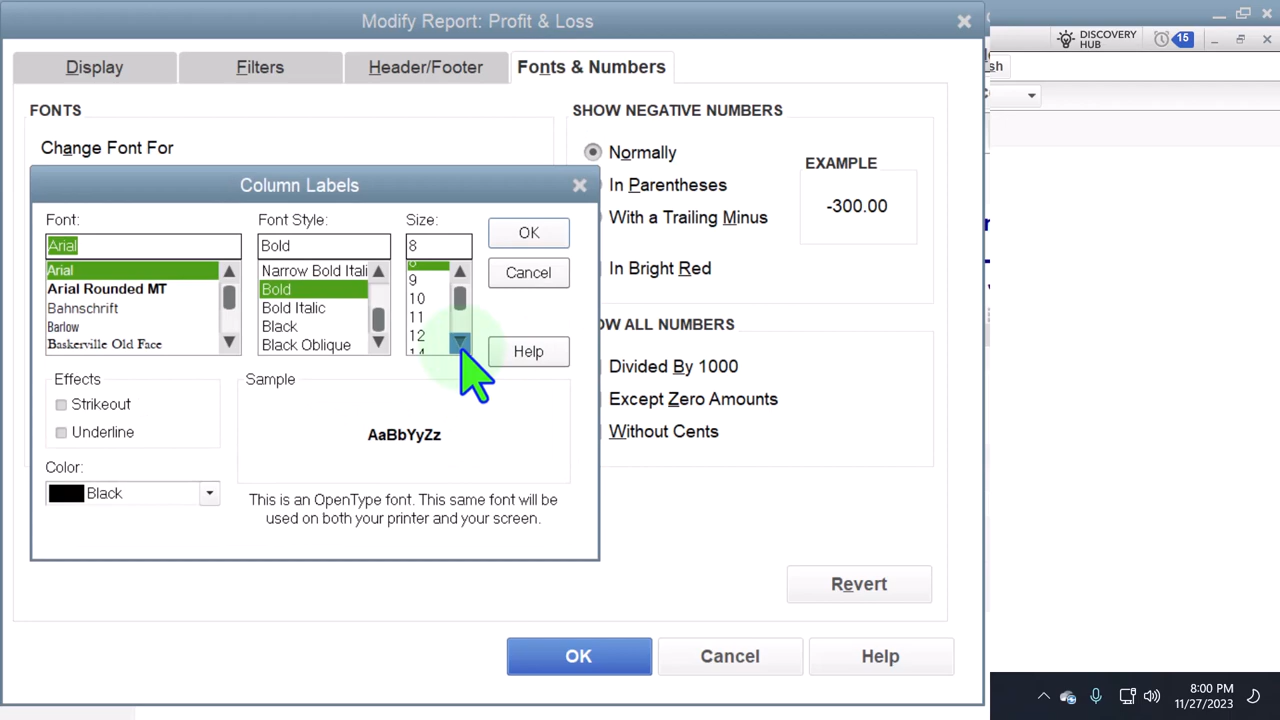 Modify Report: Profit & Loss
DISCOVERY
HUB
15
sh
Display
Filters
Header/Footer
Fonts & Numbers
FONTS
Change Font For
SHOW NEGATIVE NUMBERS
Normally
In Parentheses
With a Trailing Minus
In Bright Red
EXAMPLE
-300.00
OW ALL NUMBERS
Divided By 1000
Except Zero Amounts
Without Cents
Column Labels
Font:
Arial
Arial
Arial Rounded MT
Bahnschrift
Barlow
Baskerville Old Face
Font Style:
Bold
Narrow Bold Itali
Bold
Bold Italic
Black
Black Oblique
Size:
8
9
10
11
12
14
OK
Cancel
Help
Effects
Strikeout
Underline
Color:
Black
Sample
AaBbYyZz
This is an OpenType font. This same font will be
used on both your printer and your screen.
Revert
OK
Cancel
Help
8:00 PM
11/27/2023